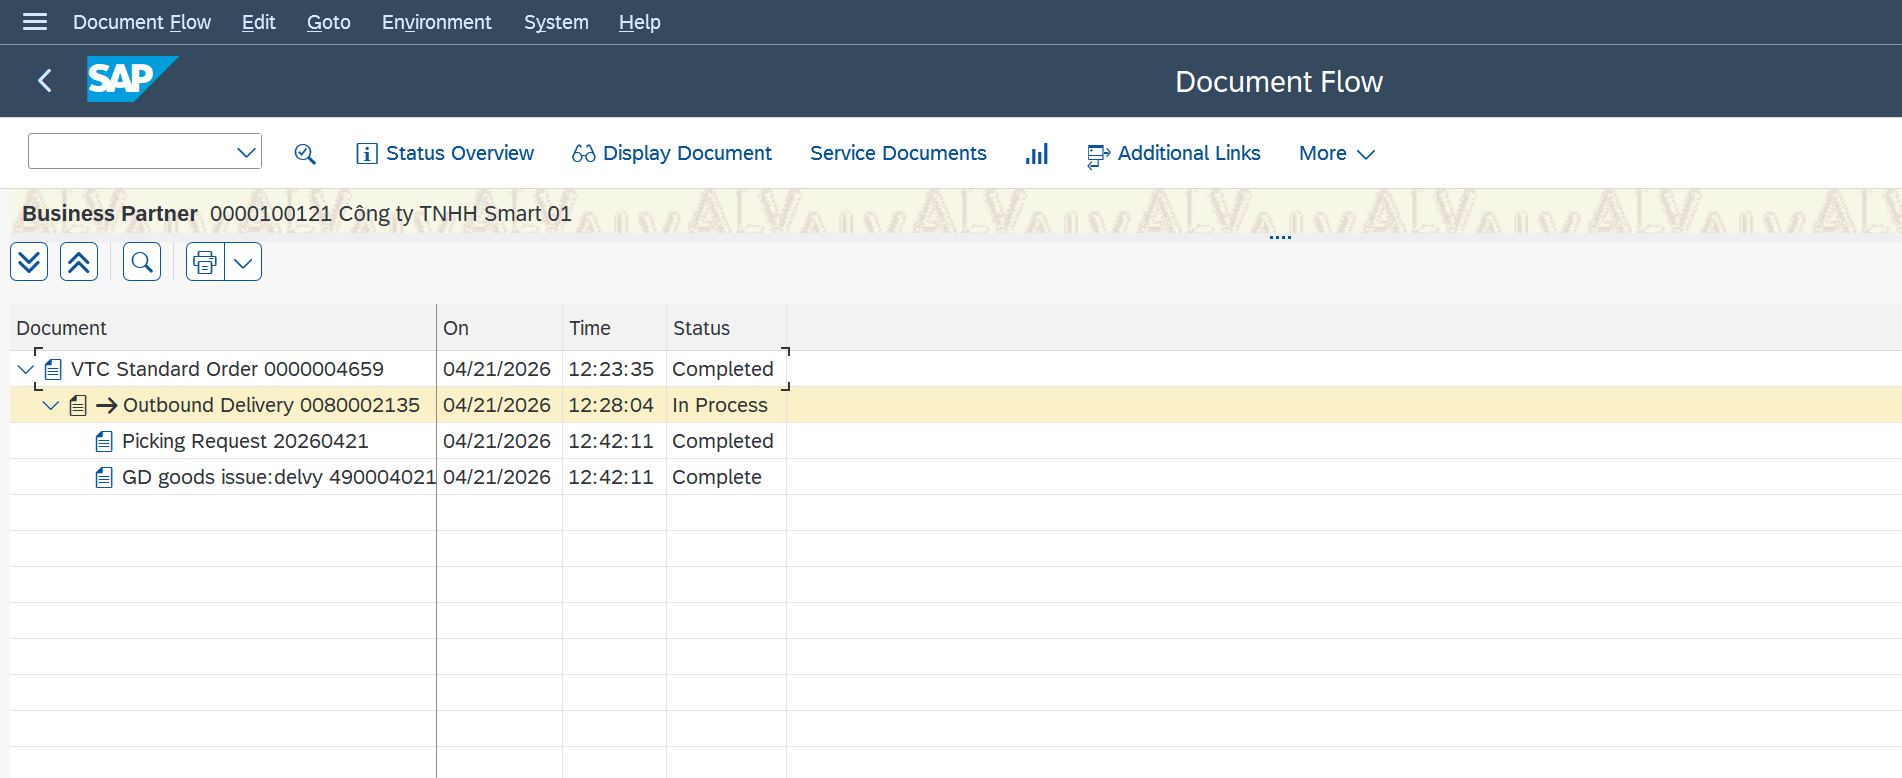 Document Flow Edit Goto Environment System Help
SAP Document Flow
Status Overview Display Document Service Documents Additional Links More
Business Partner 0000100121 Công ty TNHH Smart 01
Document On Time Status
VTC Standard Order 0000004659 04/21/2026 12:23:35 Completed
Outbound Delivery 0080002135 04/21/2026 12:28:04 In Process
Picking Request 20260421 04/21/2026 12:42:11 Completed
GD goods issue:delvy 490004021 04/21/2026 12:42:11 Complete